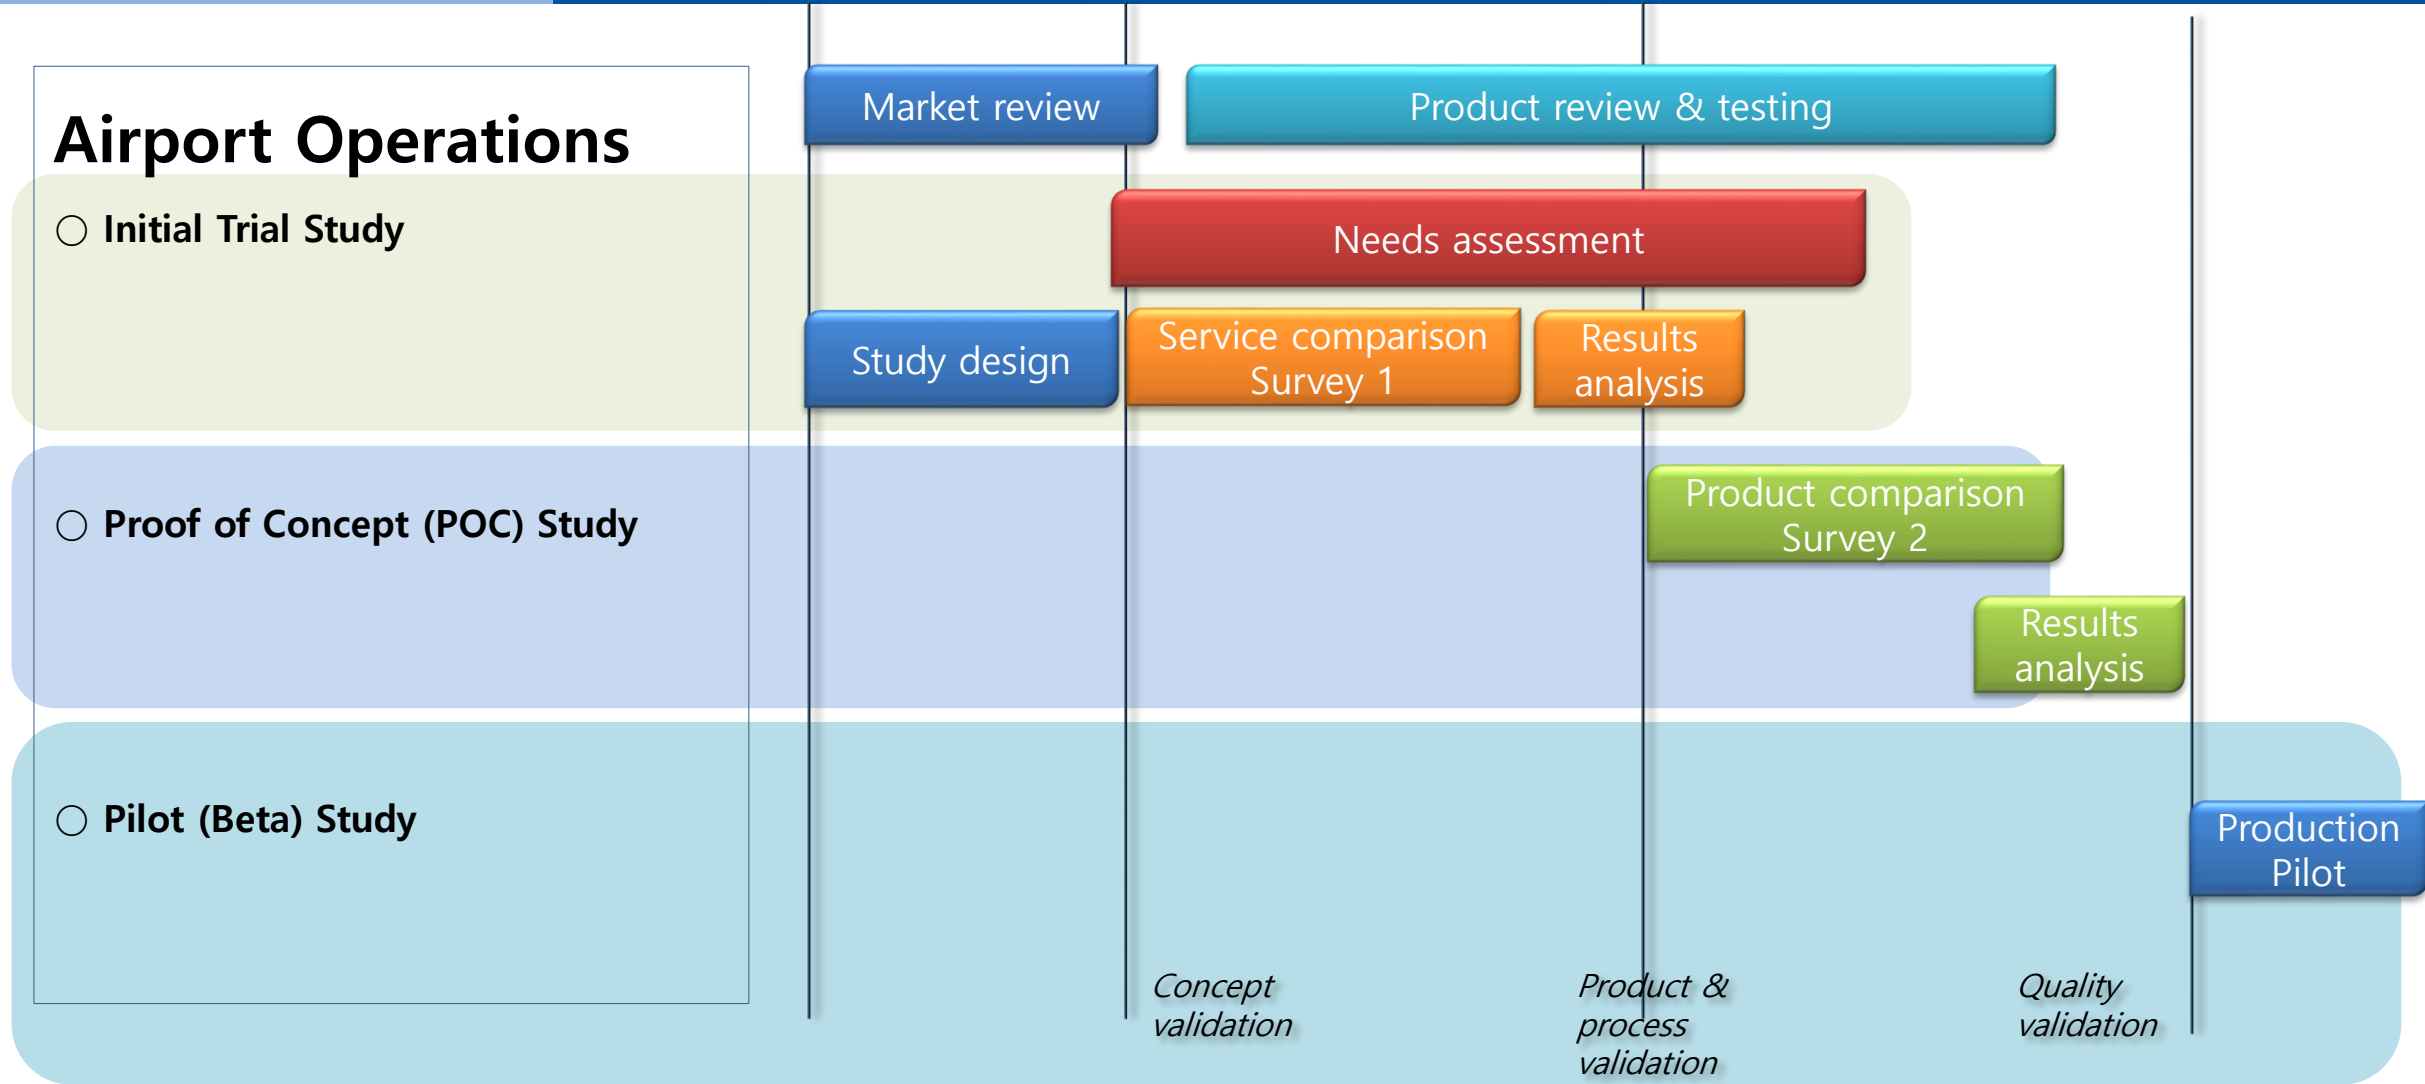 Airport Operations
Market review
Product review & testing
○ Initial Trial Study
Needs assessment
Study design
Service comparison
Survey 1
Results
analysis
○ Proof of Concept (POC) Study
Product comparison
Survey 2
Results
analysis
○ Pilot (Beta) Study
Production
Pilot
Concept
validation
Product &
process
validation
Quality
validation